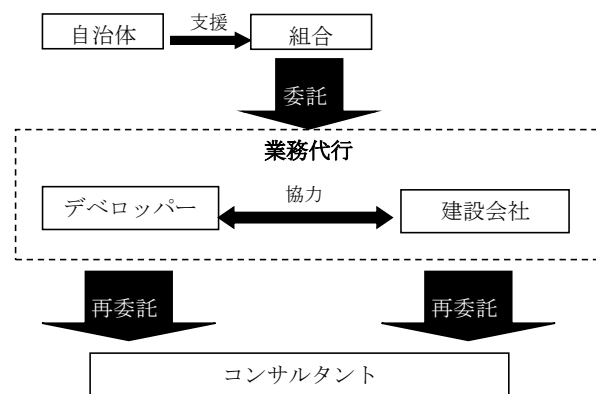 自治体
支援
組合
委託
業務代行
デベロッパー
協力
建設会社
再委託
再委託
コンサルタント